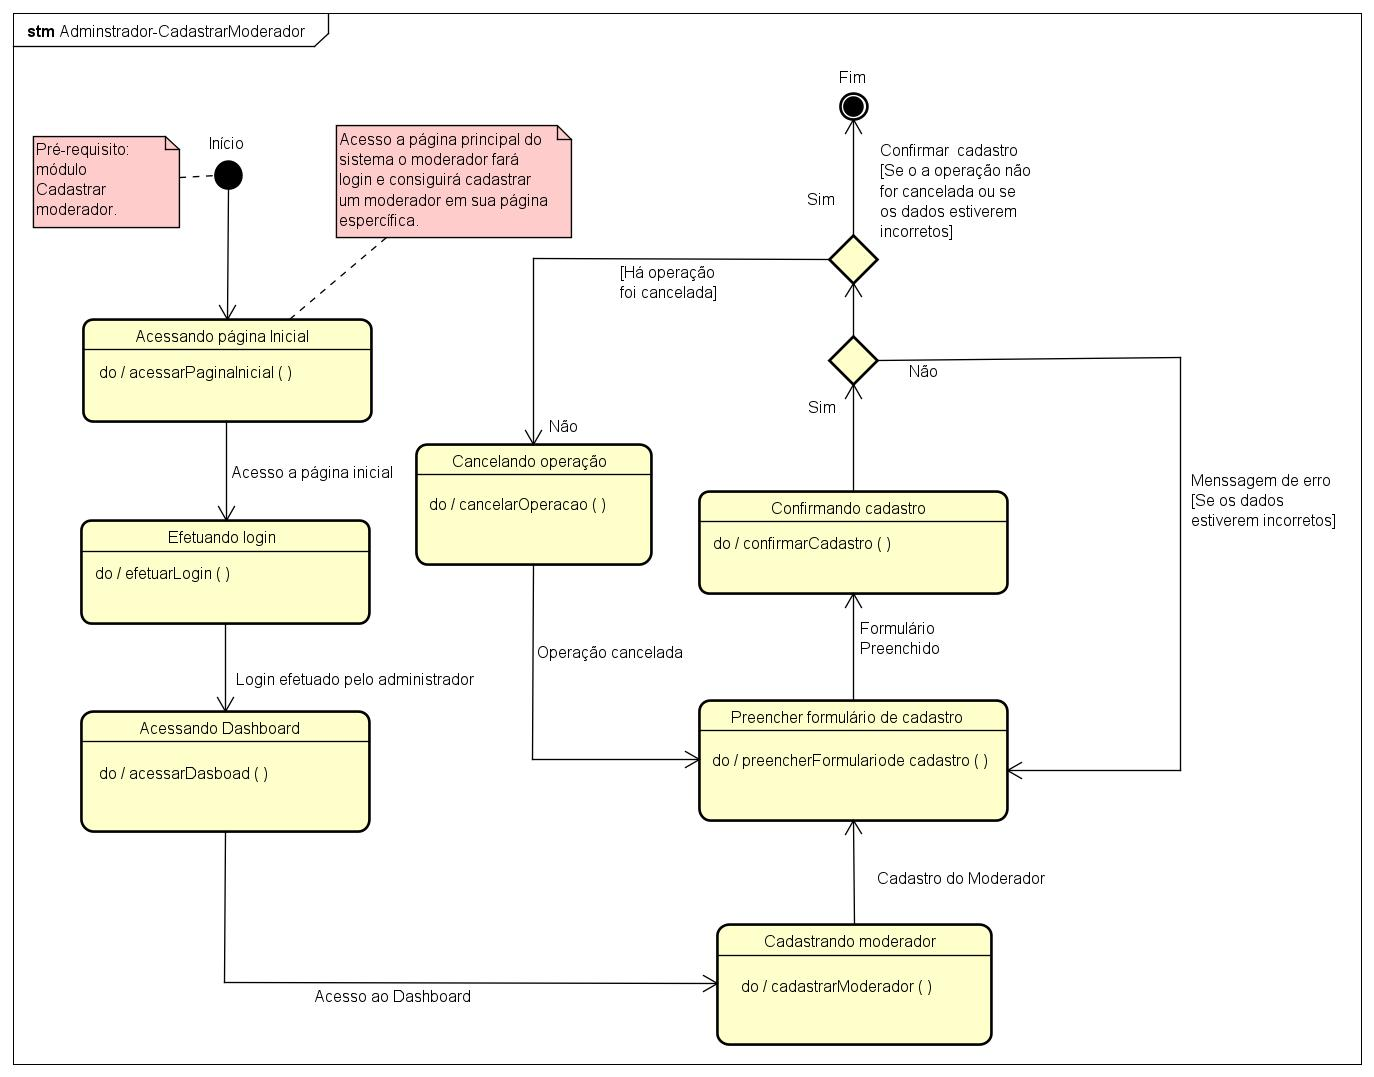 stm Adminstrador-CadastrarModerador
Pré-requisito:
módulo
Cadastrar
moderador.
Início
Acesso a página principal do
sistema o moderador fará
login e consiguirá cadastrar
um moderador em sua página
espercífica.
Fim
Confirmar cadastro
[Se o a operação não
for cancelada ou se
os dados estiverem
incorretos]
Sim
[Há operação
foi cancelada]
Acessando página Inicial
do / acessarPaginaInicial ( )
Não
Sim
Não
Acesso a página inicial
Cancelando operação
do / cancelarOperacao ( )
Menssagem de erro
[Se os dados
estiverem incorretos]
Confirmando cadastro
do / confirmarCadastro ( )
Efetuando login
do / efetuarLogin ( )
Formulário
Preenchido
Operação cancelada
Login efetuado pelo administrador
Acessando Dashboard
do / acessarDasboad ( )
Preencher formulário de cadastro
do / preencherFormulariode cadastro ( )
Cadastro do Moderador
Cadastrando moderador
do / cadastrarModerador ( )
Acesso ao Dashboard